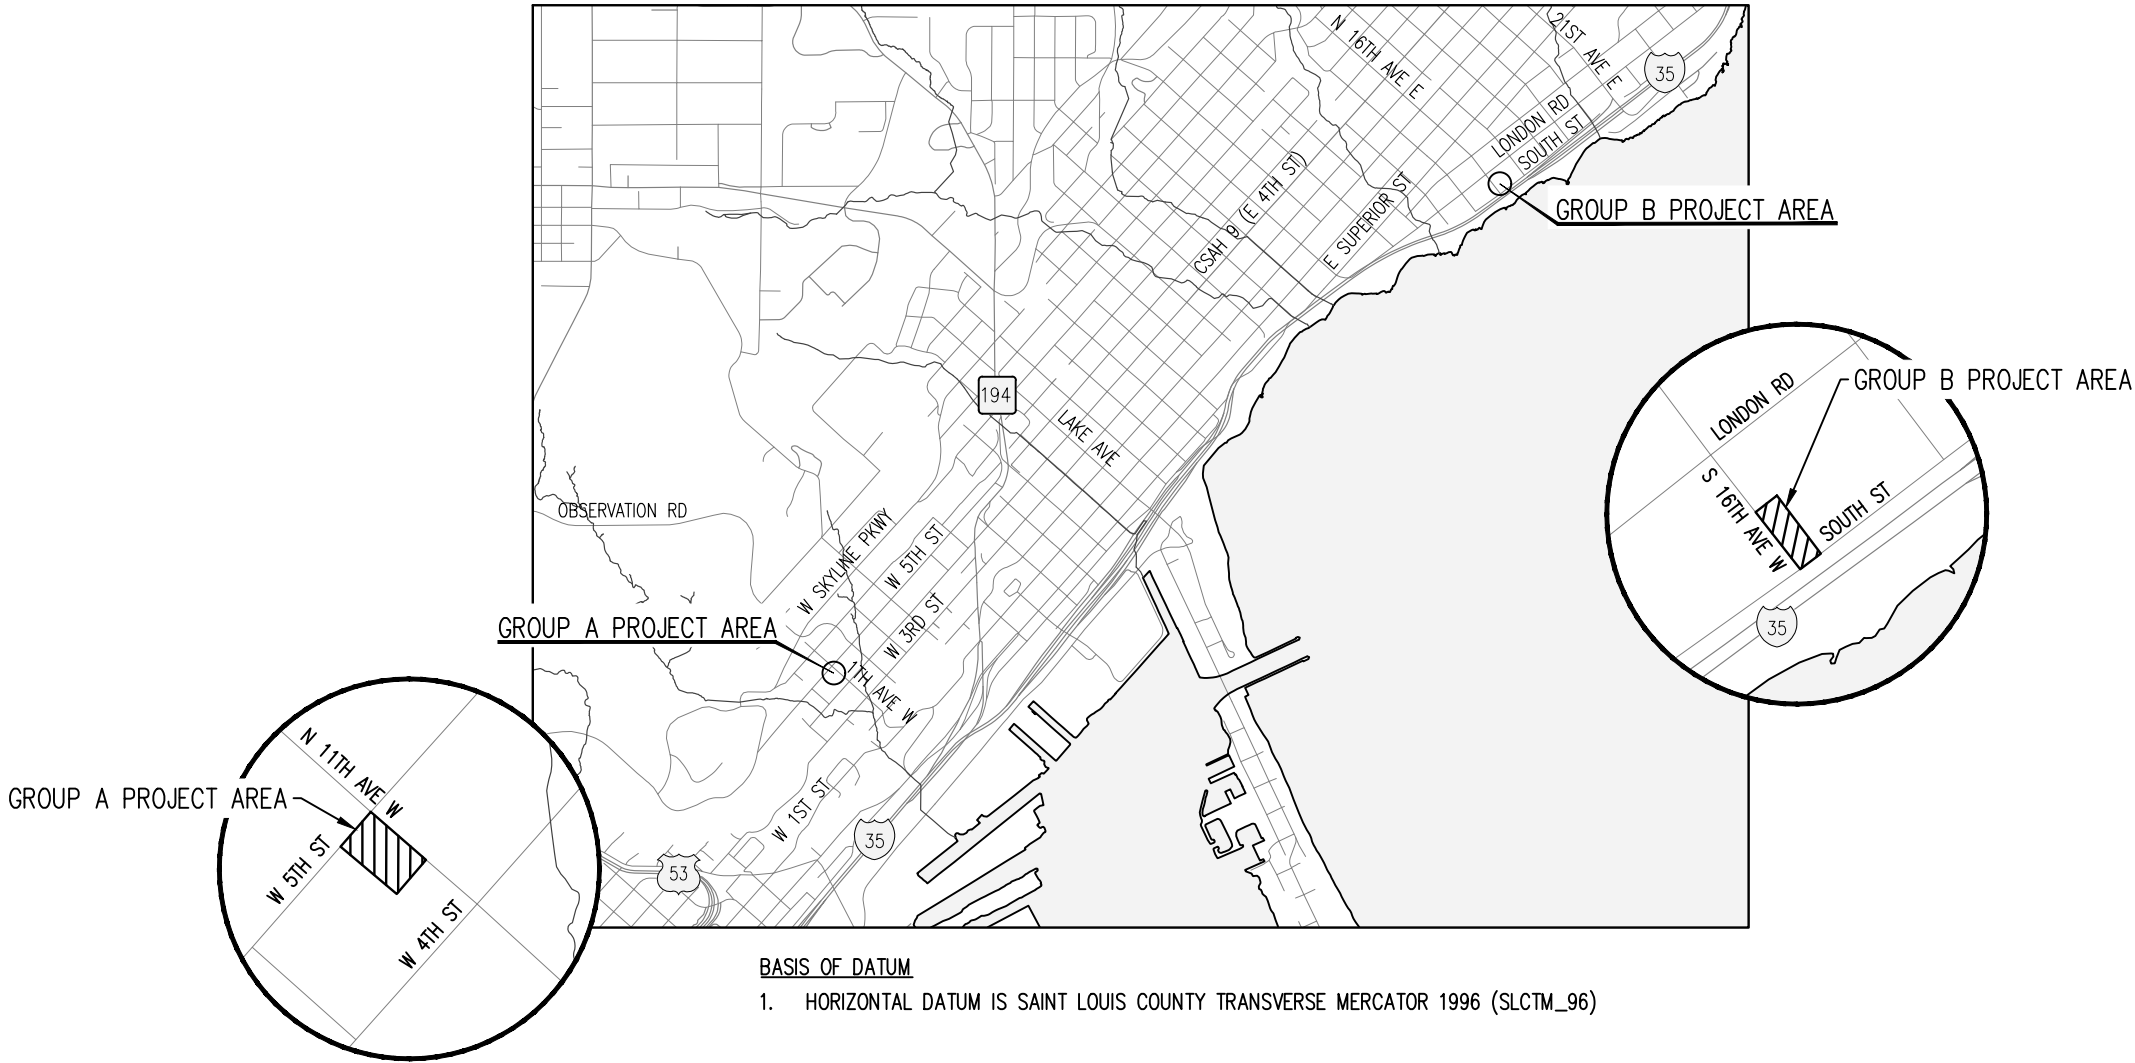 N 16TH AVE E
21ST AVE E
35
LONDON RD
SOUTH ST
CSAH 9 (E 4TH ST)
E SUPERIOR ST
GROUP B PROJECT AREA
194
LAKE AVE
GROUP B PROJECT AREA
LONDON RD
S 16TH AVE W
SOUTH ST
35
OBSERVATION RD
W SKYLINE PKWY
W 5TH ST
W 3RD ST
GROUP A PROJECT AREA
11TH AVE W
N 11TH AVE W
GROUP A PROJECT AREA
W 5TH ST
W 4TH ST
W 1ST ST
35
53
BASIS OF DATUM
1. HORIZONTAL DATUM IS SAINT LOUIS COUNTY TRANSVERSE MERCATOR 1996 (SLCTM_96)